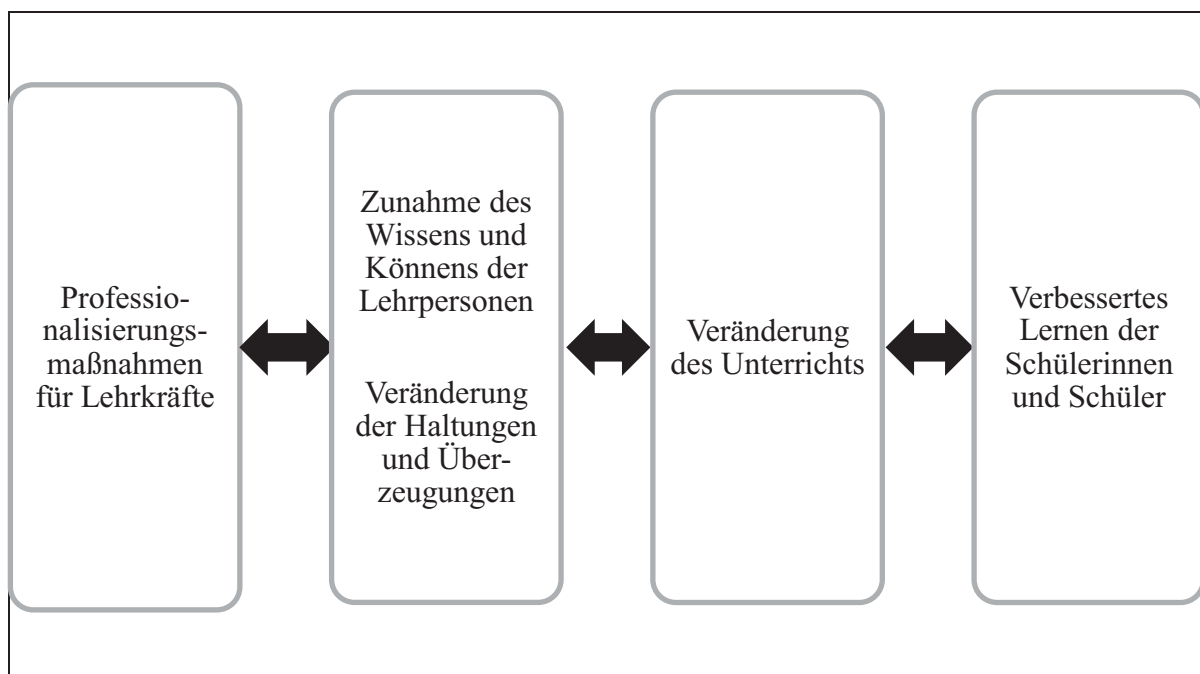 Professio-
nalisierungs-
maßnahmen
für Lehrkräfte
Zunahme des
Wissens und
Könnens der
Lehrpersonen
Veränderung
der Haltungen
und Über-
zeugungen
Veränderung
des Unterrichts
Verbessertes
Lernen der
Schülerinnen
und Schüler